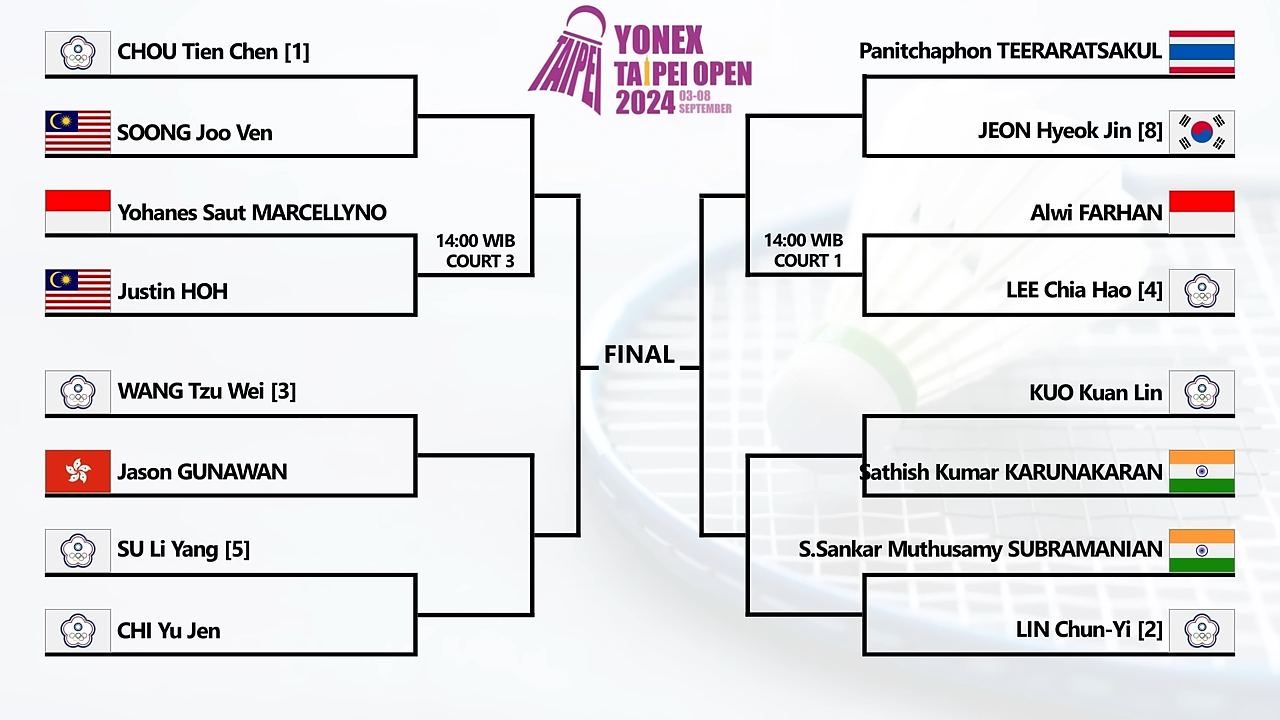 TAIPEI
YONEX
TAIPEI OPEN
2024 03-08
SEPTEMBER
CHOU Tien Chen [1]
SOONG Joo Ven
Yohanes Saut MARCELLYNO
14:00 WIB
COURT 3
Justin HOH
WANG Tzu Wei [3]
Jason GUNAWAN
SU Li Yang [5]
CHI Yu Jen
FINAL
Panitchaphon TEERARATSAKUL
JEON Hyeok Jin [8]
Alwi FARHAN
14:00 WIB
COURT 1
LEE Chia Hao [4]
KUO Kuan Lin
Sathish Kumar KARUNAKARAN
S.Sankar Muthusamy SUBRAMANIAN
LIN Chun-Yi [2]